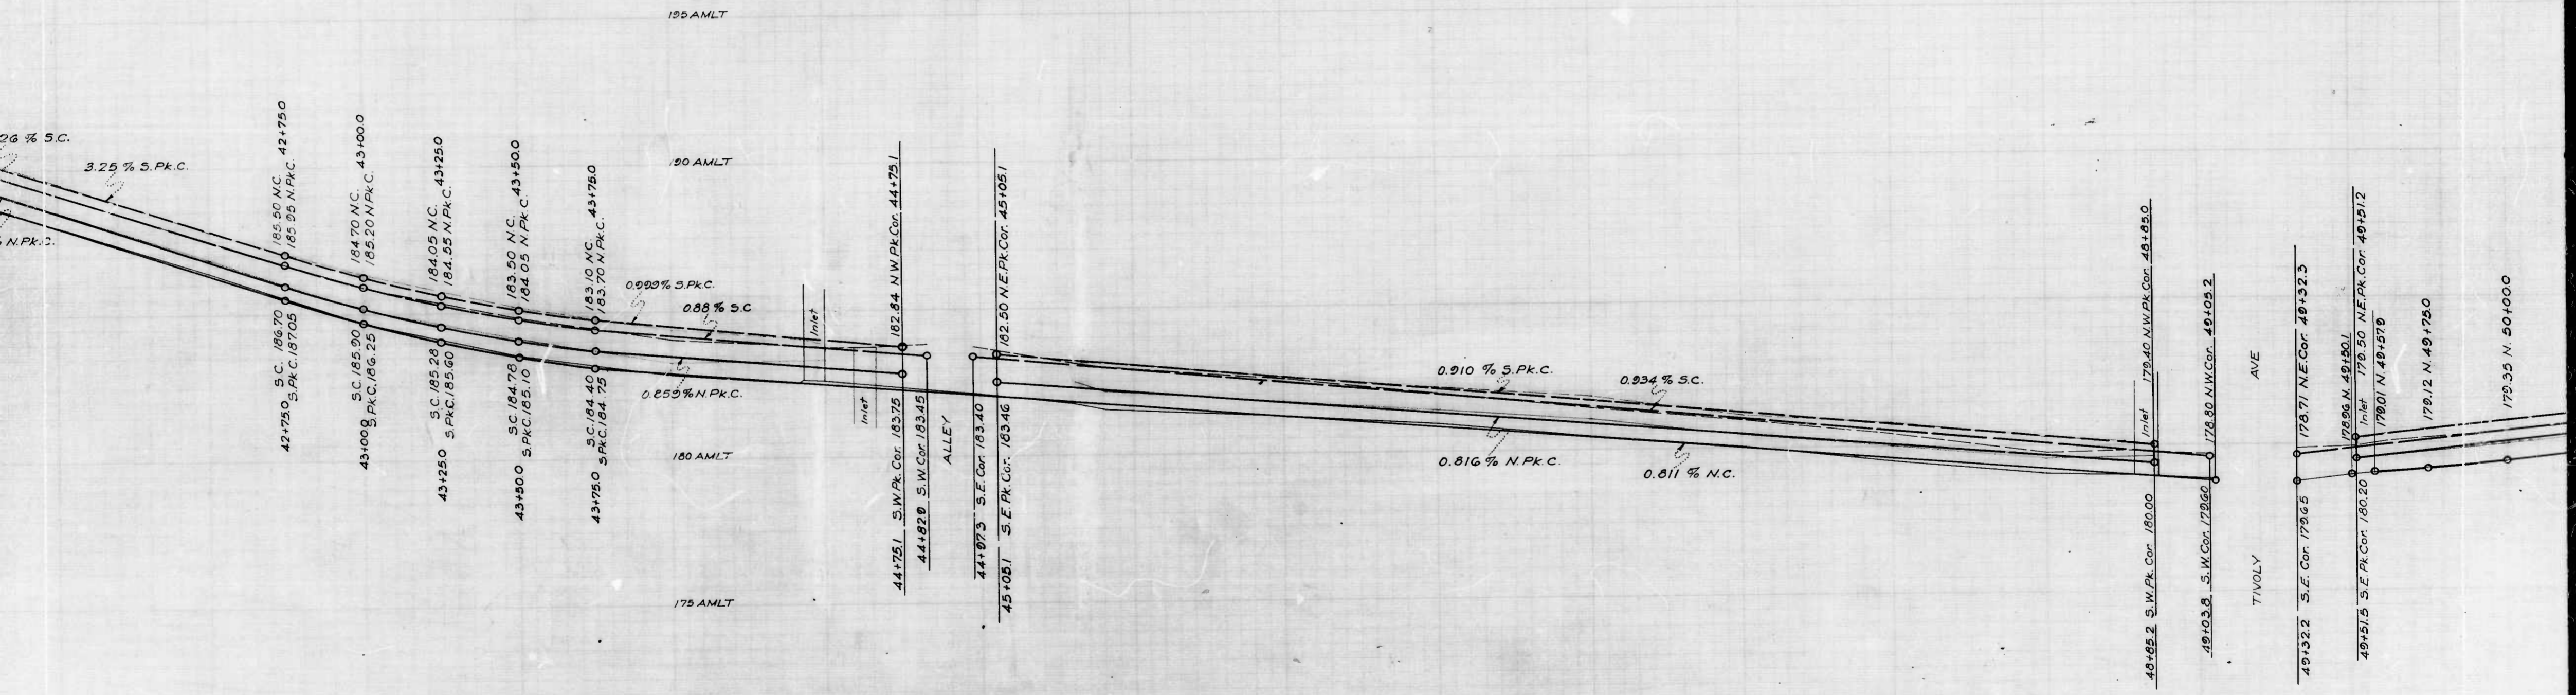 195 AMLT
190 AMLT
180 AMLT
175 AMLT
26 % S.C.
3.25 % S.Pk.C.
N.Pk.C.
185.50 N.C.
185.95 N.Pk.C. 42+75.0
42+75.0 S.C. 186.70
S.Pk.C. 187.05
184.70 N.C.
185.20 N.Pk.C. 43+00.0
S.C. 185.90
43+00.0 S.Pk.C. 186.25
184.05 N.C.
184.55 N.Pk.C. 43+25.0
S.C. 185.28
43+25.0 S.Pk.C. 185.60
183.50 N.C.
184.05 N.Pk.C. 43+50.0
S.C. 184.78
43+50.0 S.Pk.C. 185.10
183.10 N.C.
183.70 N.Pk.C. 43+75.0
S.C. 184.40
43+75.0 S.Pk.C. 184.75
0.999% S.Pk.C.
0.88 % S.C
0.859% N.Pk.C.
Inlet
Inlet
182.84 N.W.Pk.Cor. 44+75.1
44+75.1 S.W.Pk.Cor. 183.75
44+82.9 S.W.Cor. 183.45
ALLEY
44+97.3 S.E.Cor. 183.40
182.50 N.E.Pk.Cor. 45+05.1
45+05.1 S.E.Pk.Cor. 183.46
0.910 % S.Pk.C.
0.934 % S.C.
0.816 % N.Pk.C.
0.811 % N.C.
Inlet
179.40 N.W.Pk.Cor. 48+85.0
48+85.2 S.W.Pk.Cor. 180.00
178.80 N.W.Cor. 49+05.2
49+03.8 S.W.Cor. 179.60
TIVOLY AVE
178.71 N.E.Cor. 49+32.3
49+32.2 S.E.Cor. 179.65
178.96 N. 49+50.1
Inlet
179.50 N.E.Pk.Cor. 49+51.2
49+51.5 S.E.Pk.Cor. 180.20
179.01 N. 49+57.9
179.12 N. 49+75.0
179.35 N. 50+00.0